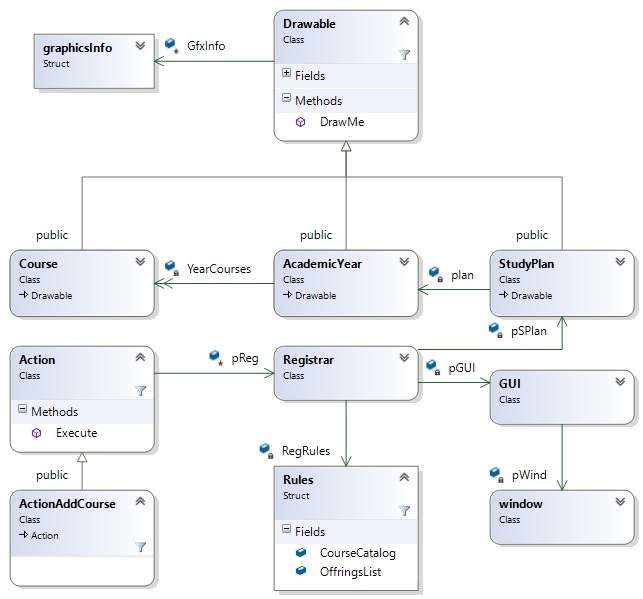 Drawable
Class
Fields
Methods
DrawMe
graphicsInfo
Struct
GfxInfo
public
public
public
Course
Class
Drawable
YearCourses
AcademicYear
Class
Drawable
plan
StudyPlan
Class
Drawable
pSPlan
Action
Class
Methods
Execute
pReg
Registrar
Class
pGUI
GUI
Class
public
RegRules
pWind
ActionAddCourse
Class
Action
Rules
Struct
Fields
CourseCatalog
OffringsList
window
Class